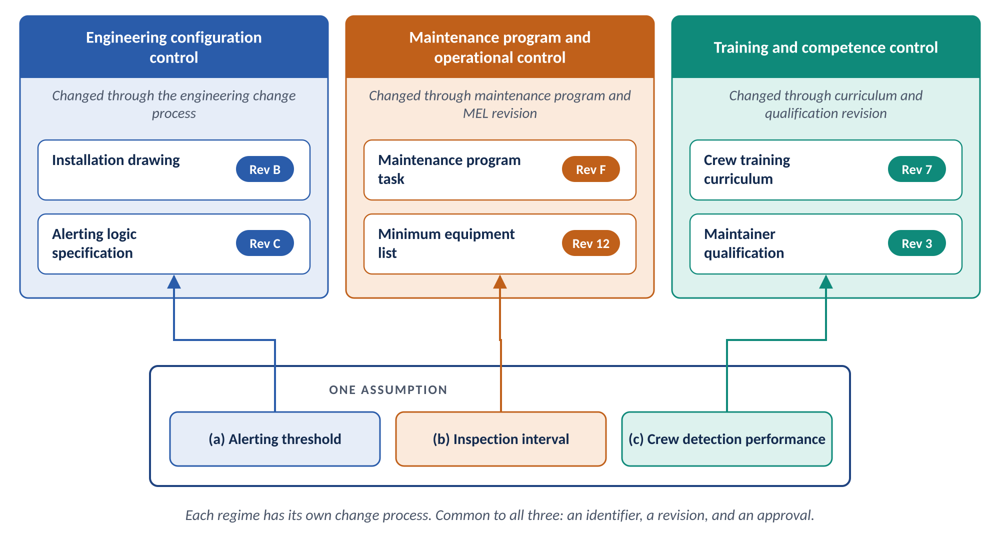 Engineering configuration
control
Changed through the engineering change
process
Installation drawing
Rev B
Alerting logic
specification
Rev C
Maintenance program and
operational control
Changed through maintenance program and
MEL revision
Maintenance program
task
Rev F
Minimum equipment
list
Rev 12
Training and competence control
Changed through curriculum and
qualification revision
Crew training
curriculum
Rev 7
Maintainer
qualification
Rev 3
ONE ASSUMPTION
(a) Alerting threshold
(b) Inspection interval
(c) Crew detection performance
Each regime has its own change process. Common to all three: an identifier, a revision, and an approval.